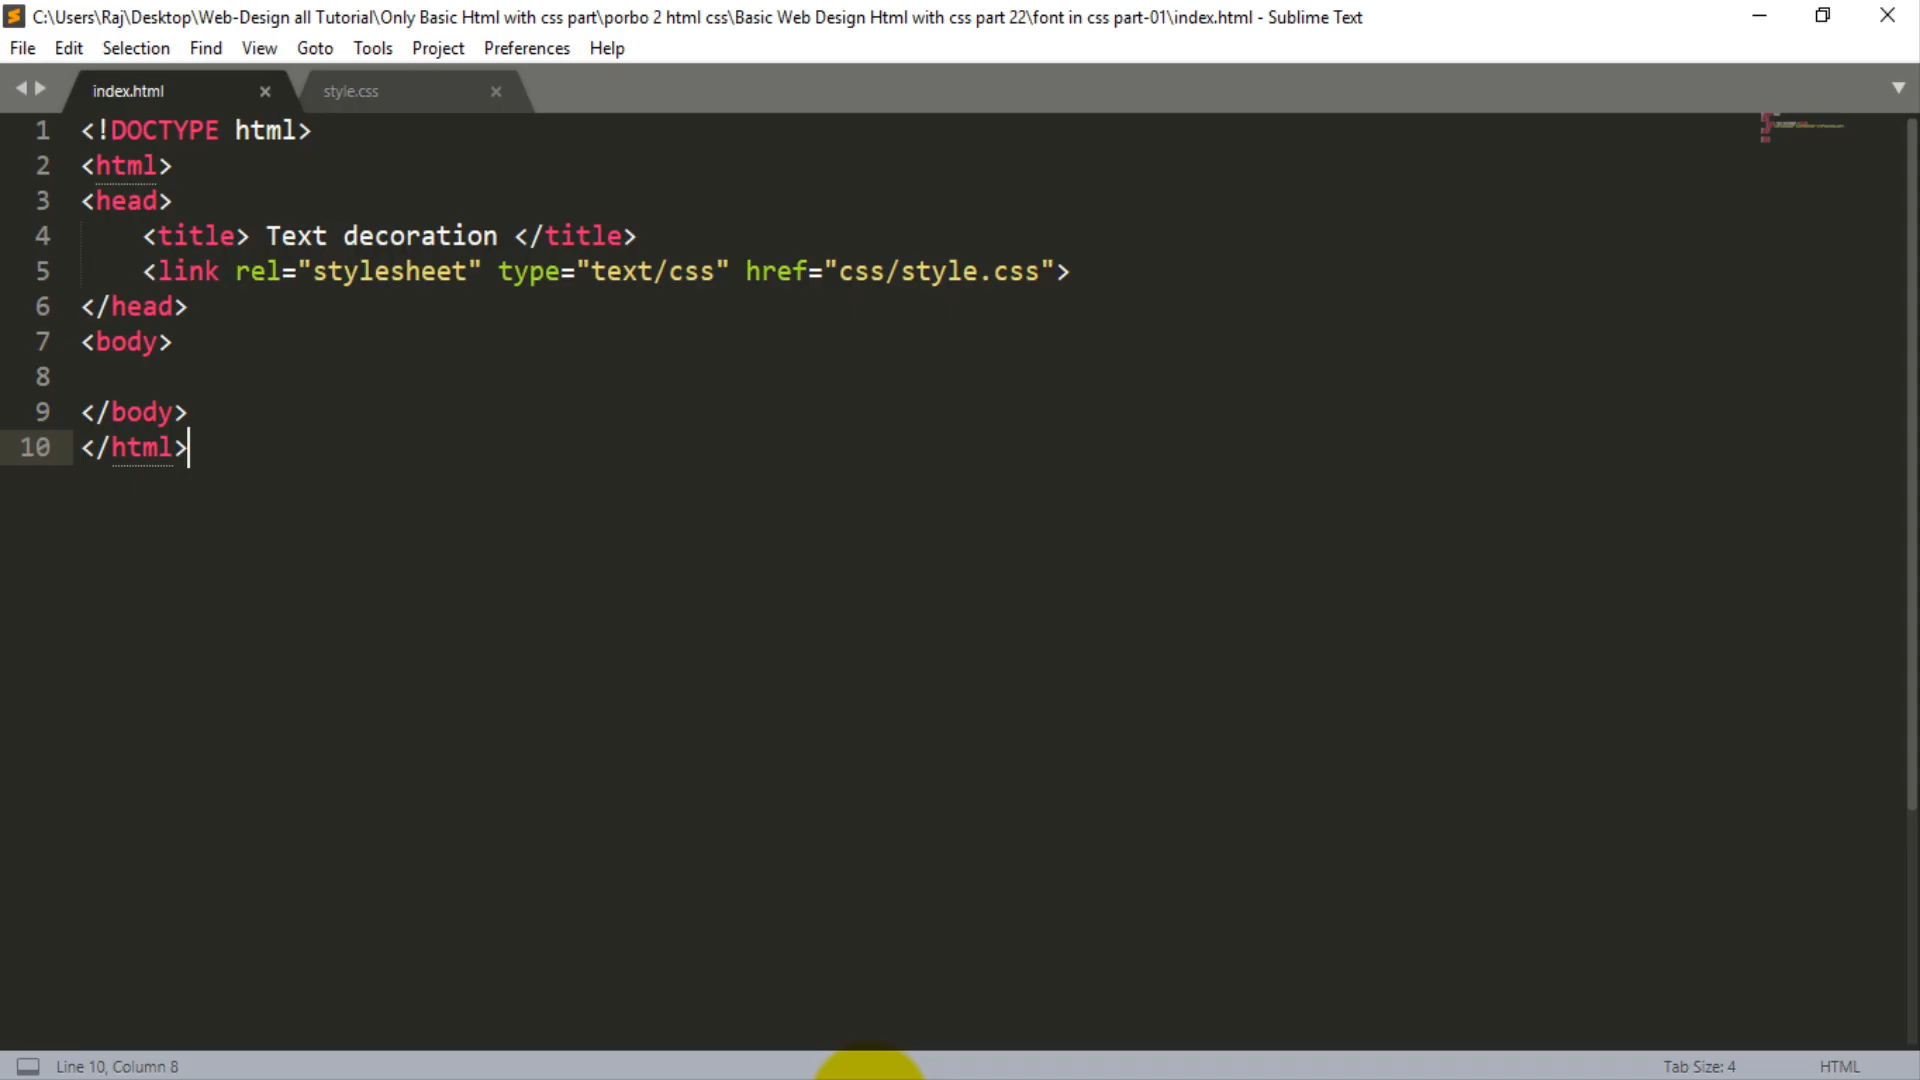 C:\Users\Raj\Desktop\Web-Design all Tutorial\Only Basic Html with css part\porbo 2 html css\Basic Web Design Html with css part 22\font in css part-01\index.html - Sublime Text
File Edit Selection Find View Goto Tools Project Preferences Help
index.html style.css
1 <!DOCTYPE html>
2 <html>
3 <head>
4 <title> Text decoration </title>
5 <link rel="stylesheet" type="text/css" href="css/style.css">
6 </head>
7 <body>
8
9 </body>
10 </html>
Line 10, Column 8 Tab Size: 4 HTML